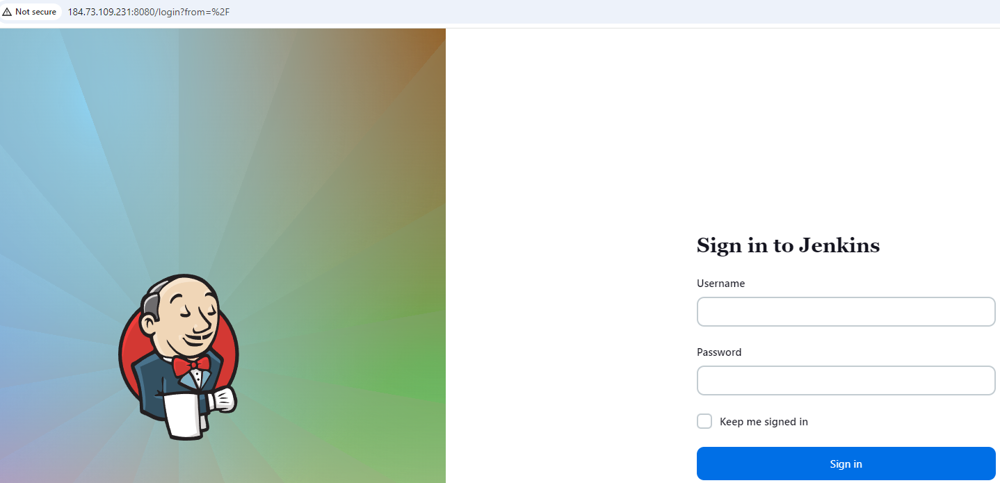 Not secure
184.73.109.231:8080/login?from=%2F
Sign in to Jenkins
Username
Password
Keep me signed in
Sign in